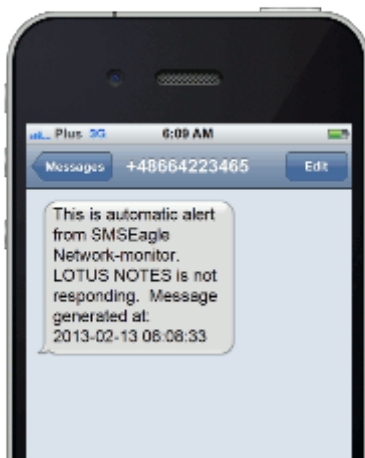 Plus 3G 6:09 AM
Messages +48664223465 Edit
This is automatic alert
from SMSEagle
Network-monitor.
LOTUS NOTES is not
responding. Message
generated at:
2013-02-13 06:08:33